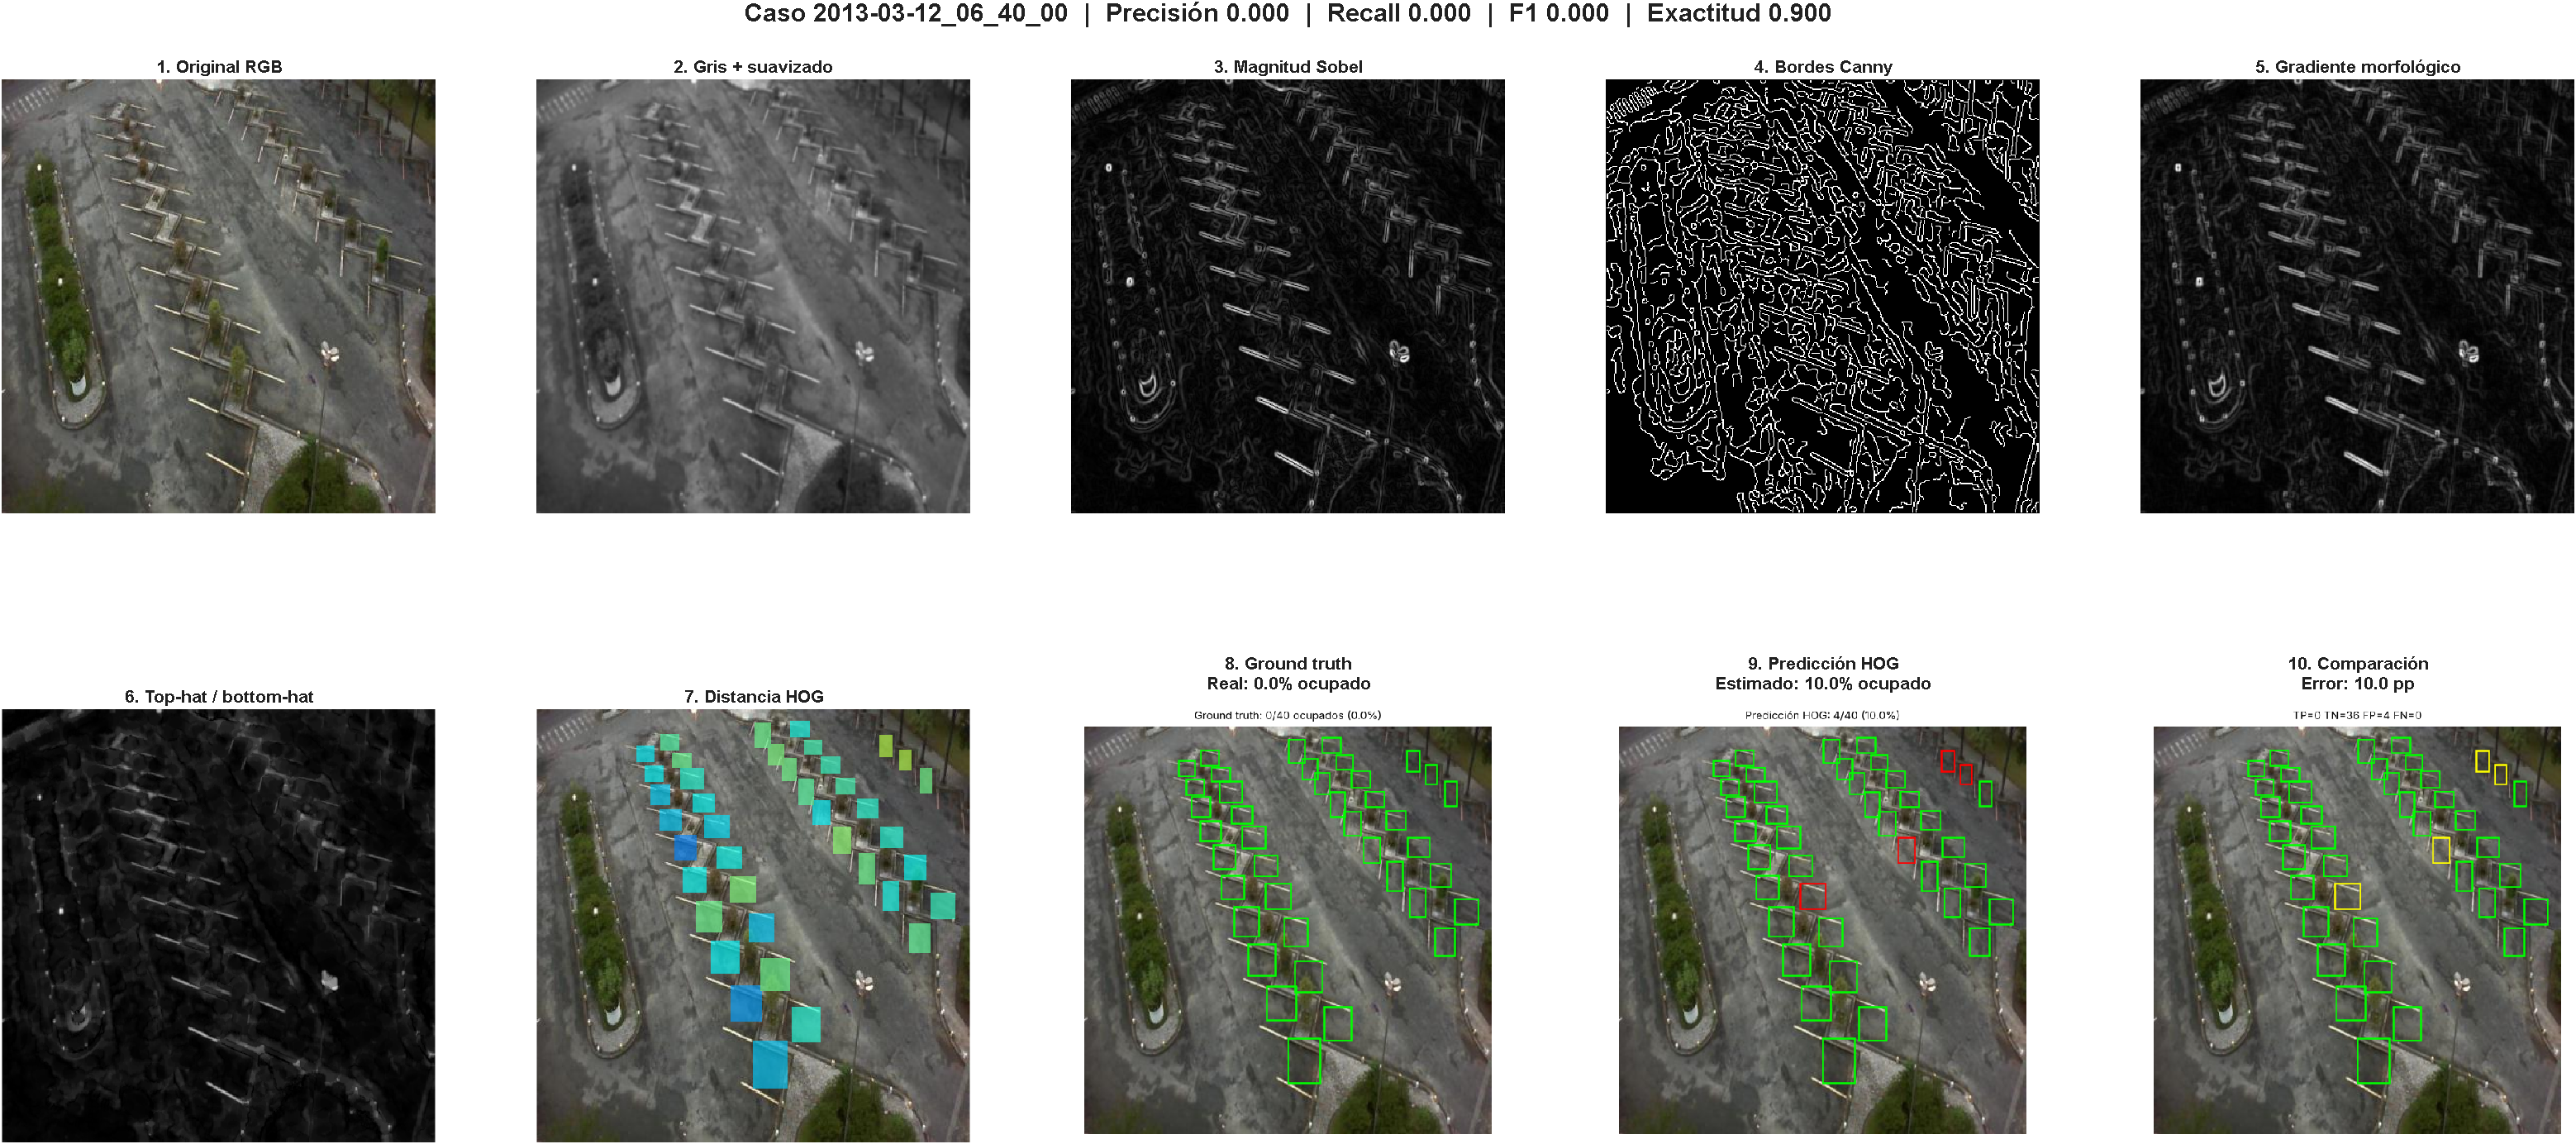 Caso 2013-03-12_06_40_00 | Precisión 0.000 | Recall 0.000 | F1 0.000 | Exactitud 0.900
1. Original RGB
2. Gris + suavizado
3. Magnitud Sobel
4. Bordes Canny
5. Gradiente morfológico
6. Top-hat / bottom-hat
7. Distancia HOG
8. Ground truth
Real: 0.0% ocupado
Ground truth: 0/40 ocupados (0.0%)
9. Predicción HOG
Estimado: 10.0% ocupado
Predicción HOG: 4/40 (10.0%)
10. Comparación
Error: 10.0 pp
TP=0 TN=36 FP=4 FN=0